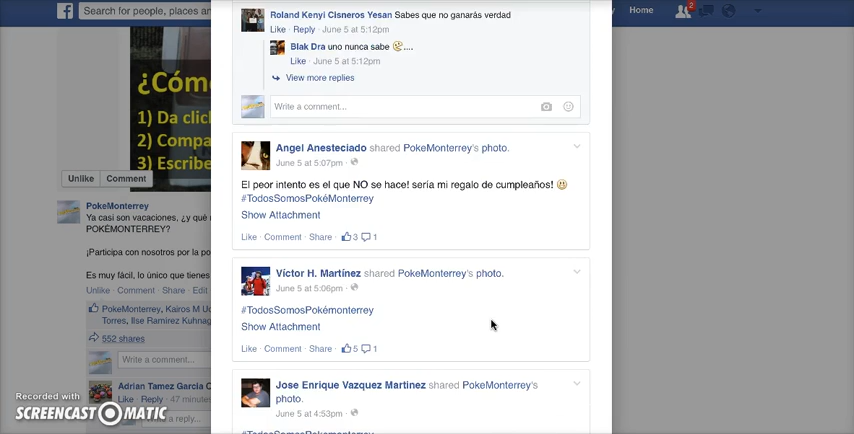 Search for people, places an
Home
2
Roland Kenyi Cisneros Yesan Sabes que no ganarás verdad
Like · Reply · June 5 at 5:12pm
Blak Dra uno nunca sabe ....
Like · June 5 at 5:12pm
View more replies
Write a comment...
Angel Anesteciado shared PokeMonterrey's photo.
June 5 at 5:07pm ·
El peor intento es el que NO se hace! sería mi regalo de cumpleaños!
#TodosSomosPokéMonterrey
Show Attachment
Like · Comment · Share · 3 1
Víctor H. Martínez shared PokeMonterrey's photo.
June 5 at 5:06pm ·
#TodosSomosPokémonterrey
Show Attachment
Like · Comment · Share · 5 1
Jose Enrique Vazquez Martinez shared PokeMonterrey's
photo.
June 5 at 4:53pm ·
#TodosSomosPokemonterrey
¿Cóm
1) Da clic
2) Compa
3) Escribe
Unlike Comment
PokeMonterrey
Ya casi son vacaciones, ¿y qué
POKÉMONTERREY?
¡Participa con nosotros por la po
Es muy fácil, lo único que tienes
Unlike · Comment · Share · Edit
PokeMonterrey, Kairos M Uc
Torres, Ilse Ramírez Kuhnag
552 shares
Write a comment...
Adrian Tamez García C
Like · Reply · 47 minutes
Write a reply...
Recorded with
SCREENCAST MATIC